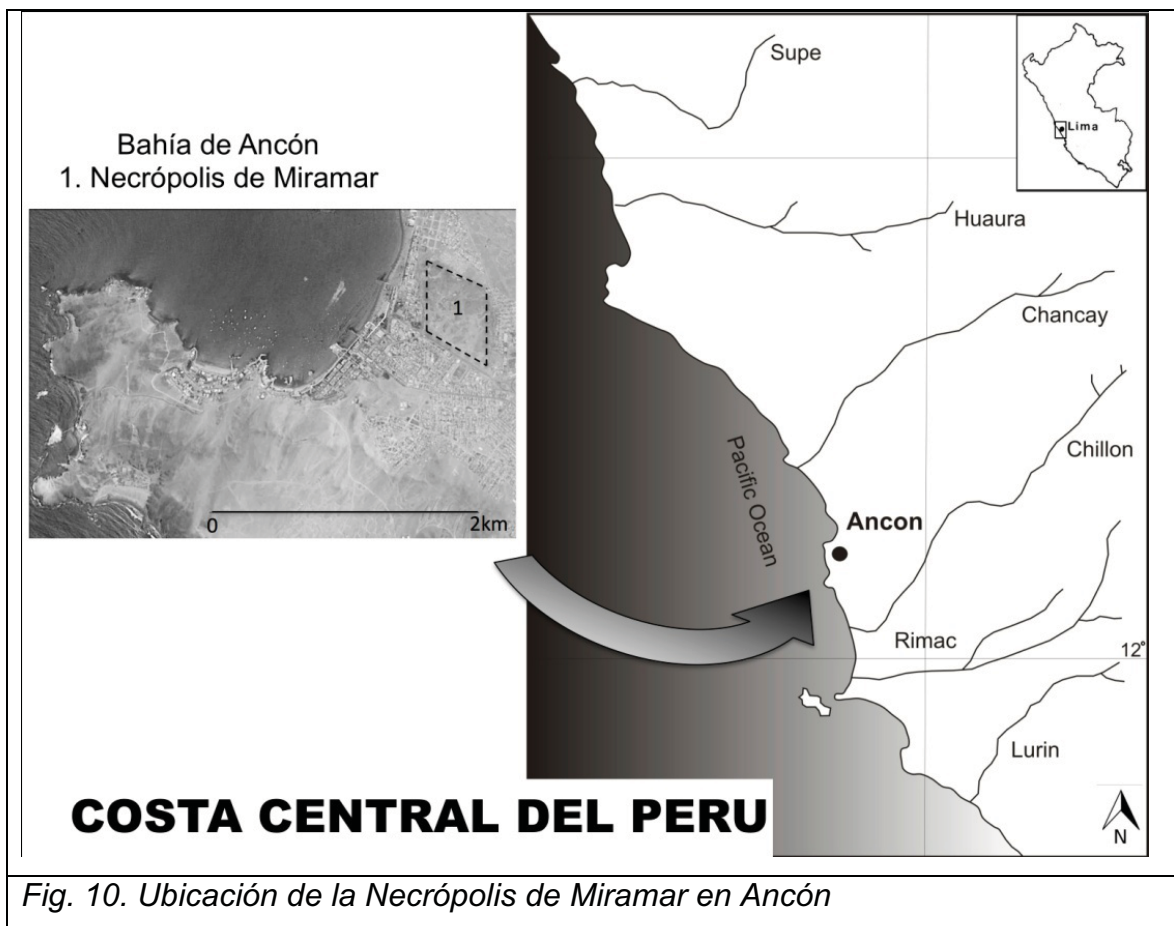 Bahía de Ancón
1. Necrópolis de Miramar
1
0
2km
Supe
Lima
Huaura
Chancay
Chillon
Pacific Ocean
Ancon
Rimac
12°
Lurin
N
COSTA CENTRAL DEL PERU
Fig. 10. Ubicación de la Necrópolis de Miramar en Ancón